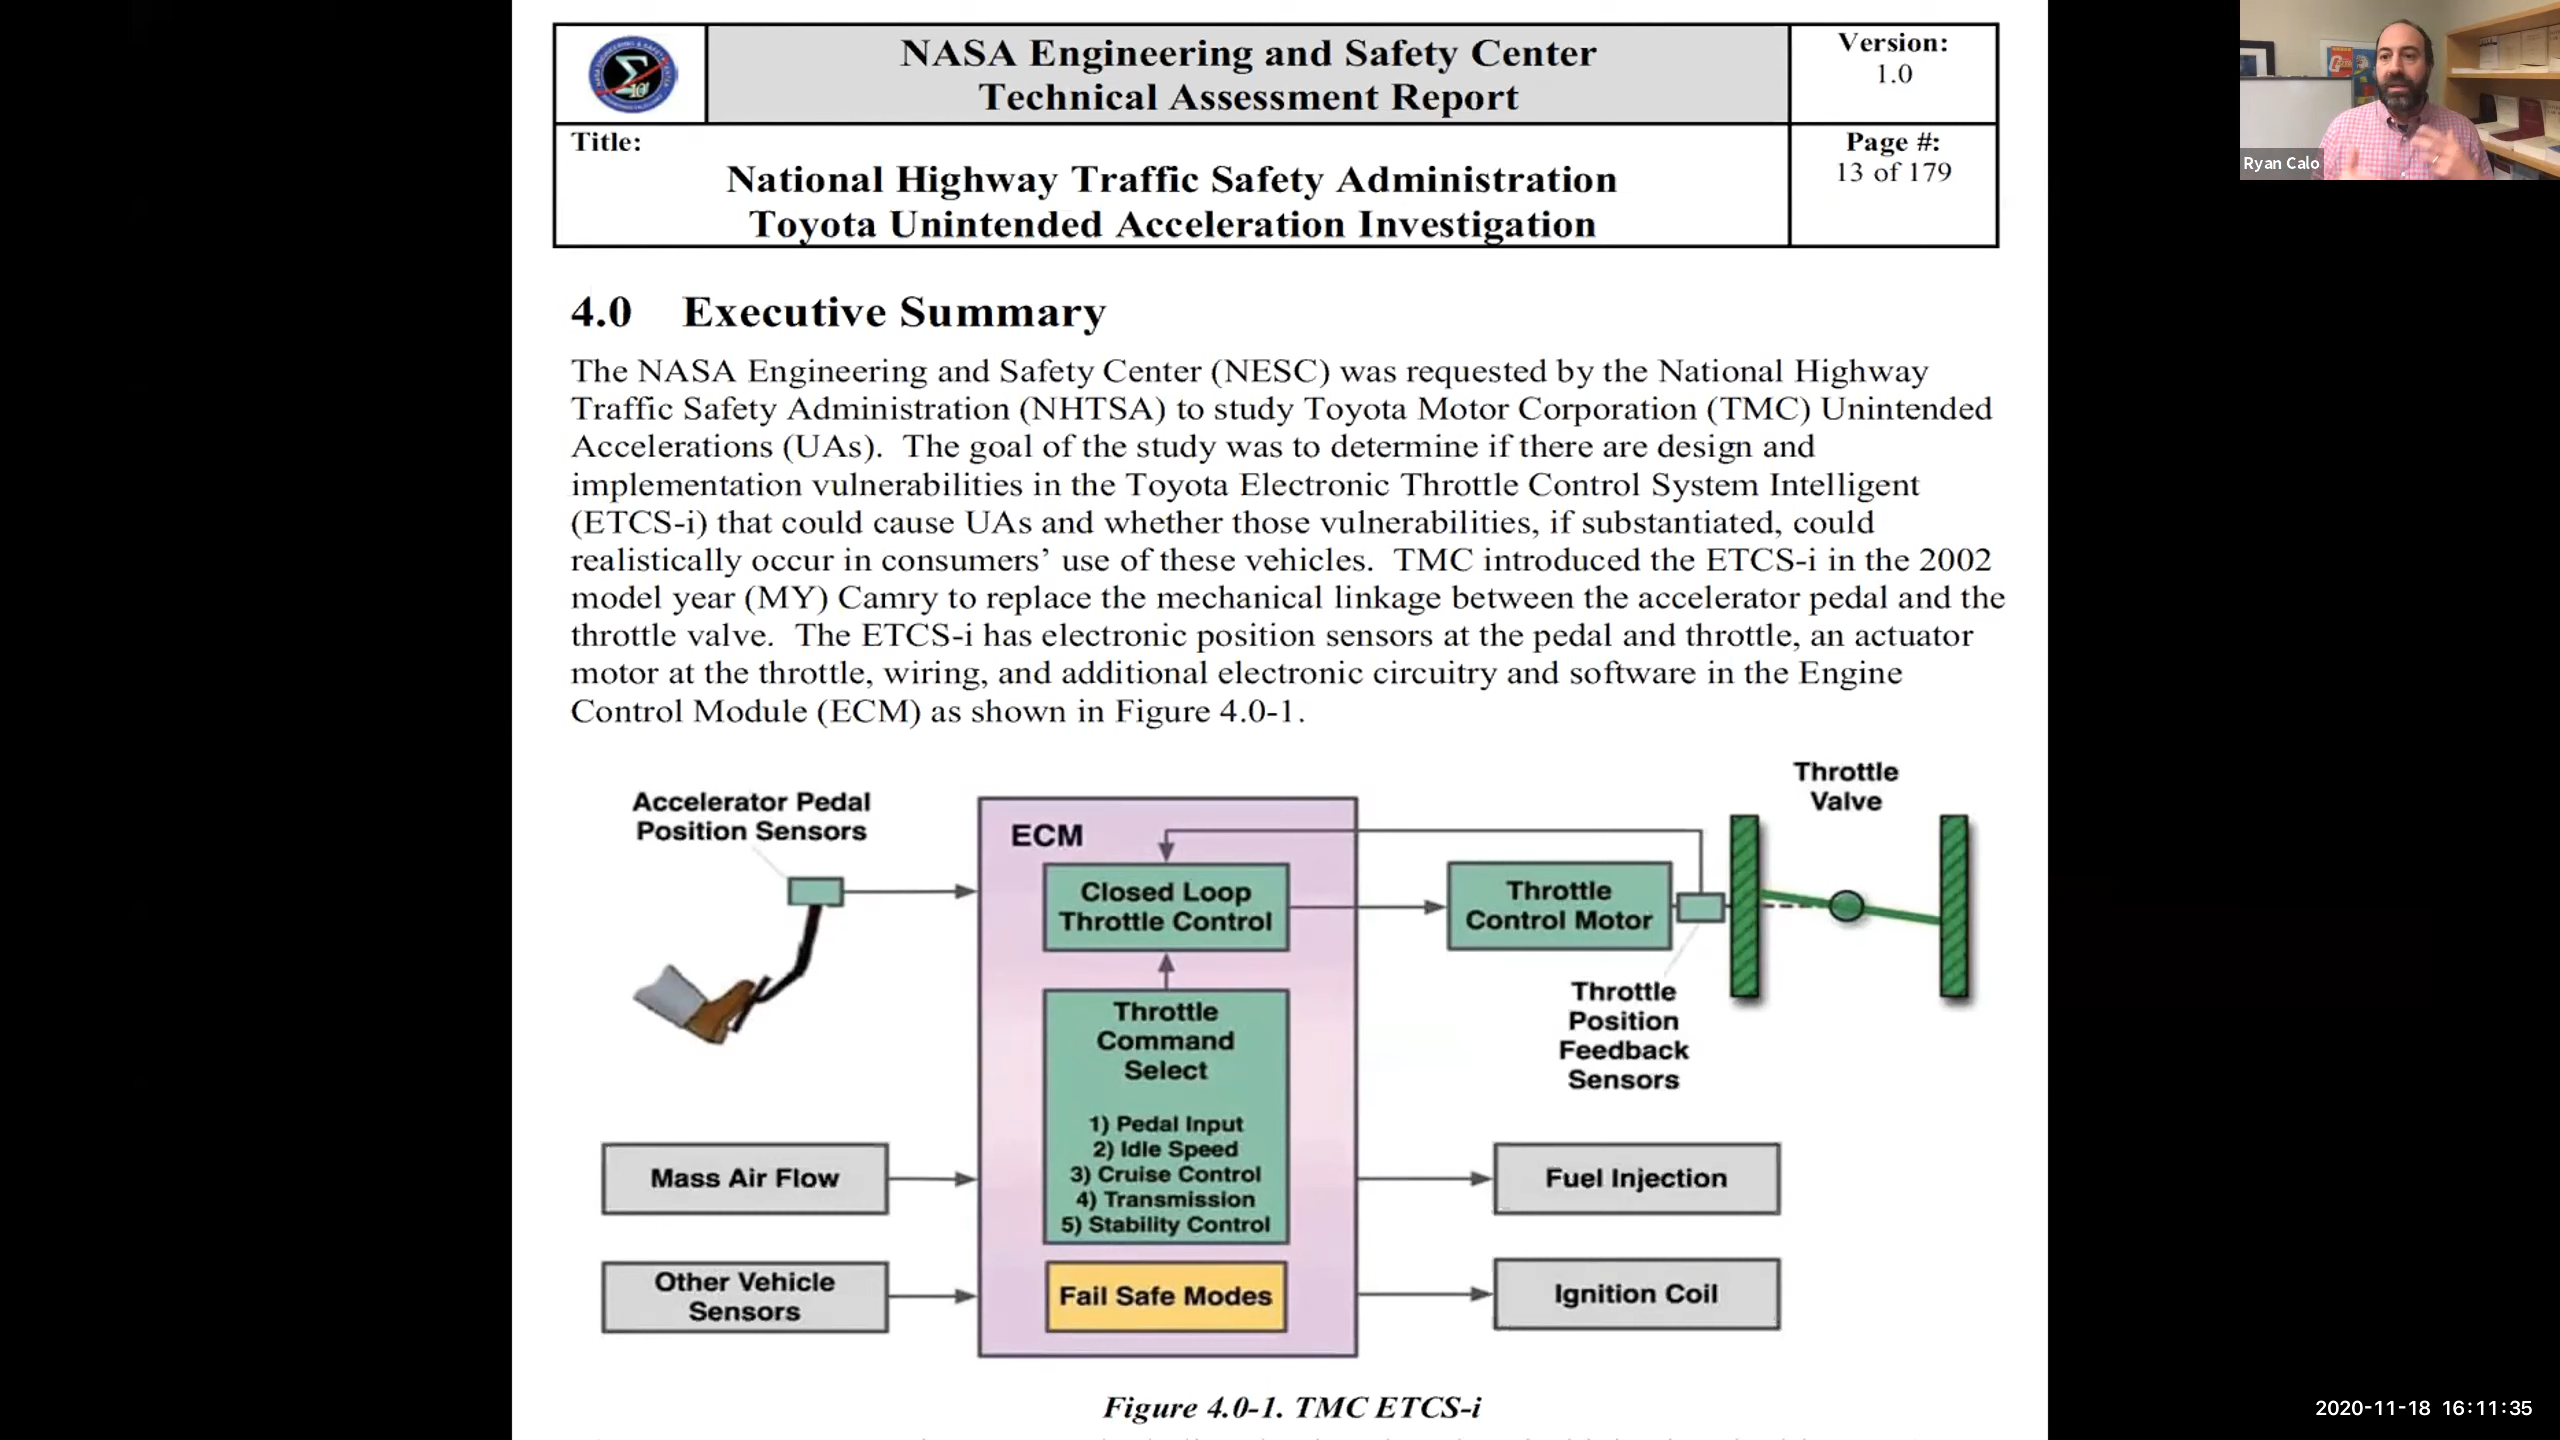 NASA Engineering and Safety Center
Technical Assessment Report
Version:
1.0
Title:
National Highway Traffic Safety Administration
Toyota Unintended Acceleration Investigation
Page #:
13 of 179
Ryan Calo
4.0 Executive Summary
The NASA Engineering and Safety Center (NESC) was requested by the National Highway
Traffic Safety Administration (NHTSA) to study Toyota Motor Corporation (TMC) Unintended
Accelerations (UAs). The goal of the study was to determine if there are design and
implementation vulnerabilities in the Toyota Electronic Throttle Control System Intelligent
(ETCS-i) that could cause UAs and whether those vulnerabilities, if substantiated, could
realistically occur in consumers’ use of these vehicles. TMC introduced the ETCS-i in the 2002
model year (MY) Camry to replace the mechanical linkage between the accelerator pedal and the
throttle valve. The ETCS-i has electronic position sensors at the pedal and throttle, an actuator
motor at the throttle, wiring, and additional electronic circuitry and software in the Engine
Control Module (ECM) as shown in Figure 4.0-1.
Accelerator Pedal
Position Sensors
ECM
Closed Loop
Throttle Control
Throttle
Command
Select
1) Pedal Input
2) Idle Speed
3) Cruise Control
4) Transmission
5) Stability Control
Fail Safe Modes
Throttle
Control Motor
Throttle
Valve
Throttle
Position
Feedback
Sensors
Mass Air Flow
Other Vehicle
Sensors
Fuel Injection
Ignition Coil
Figure 4.0-1. TMC ETCS-i
2020-11-18 16:11:35